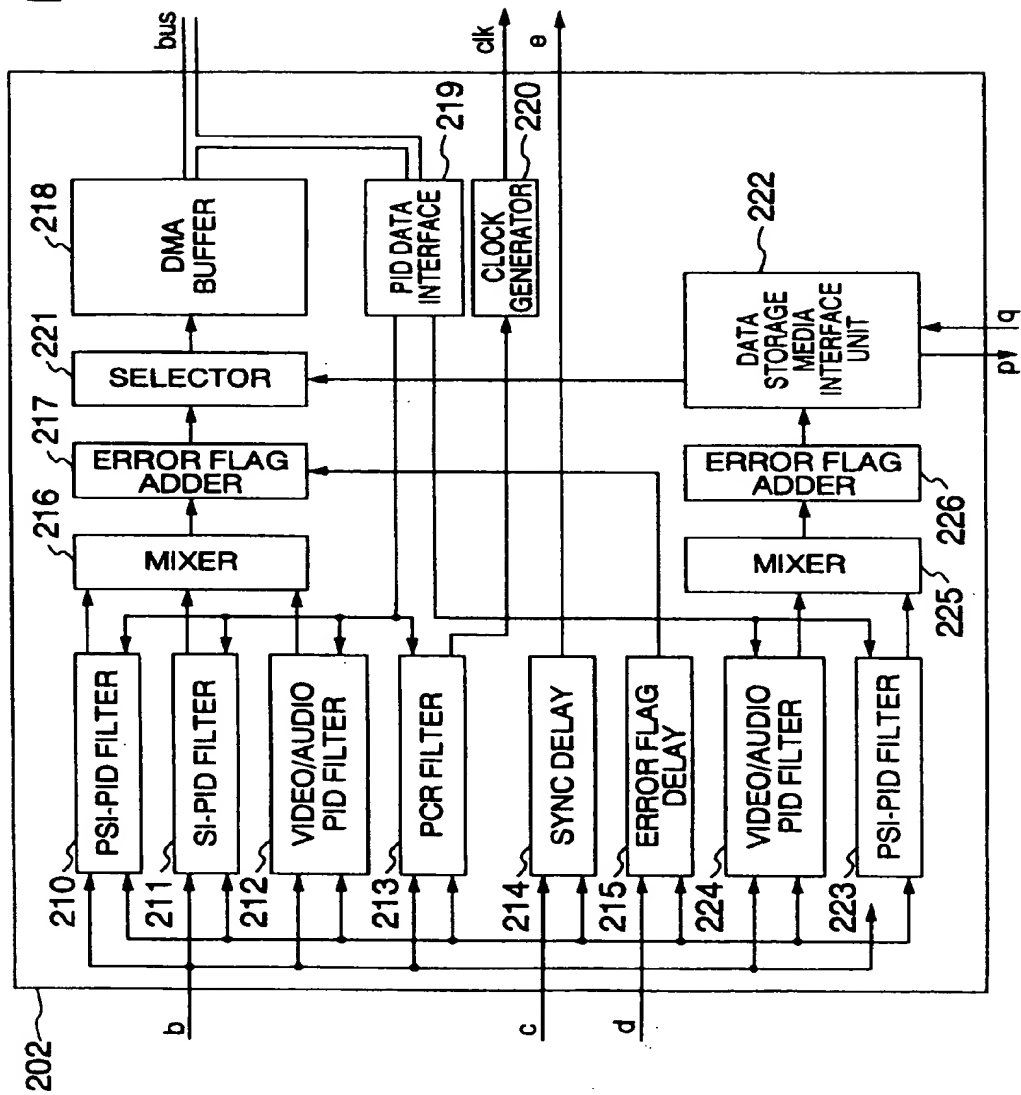 202
b
c
d
210
PSI-PID FILTER
211
SI-PID FILTER
212
VIDEO/AUDIO
PID FILTER
213
PCR FILTER
214
SYNC DELAY
215
ERROR FLAG
DELAY
224
VIDEO/AUDIO
PID FILTER
223
PSI-PID FILTER
216
MIXER
217
ERROR FLAG
ADDER
221
SELECTOR
218
DMA
BUFFER
bus
PID DATA
INTERFACE
219
CLOCK
GENERATOR
220
clk
e
MIXER
225
ERROR FLAG
ADDER
226
DATA
STORAGE
MEDIA
INTERFACE
UNIT
222
p
q